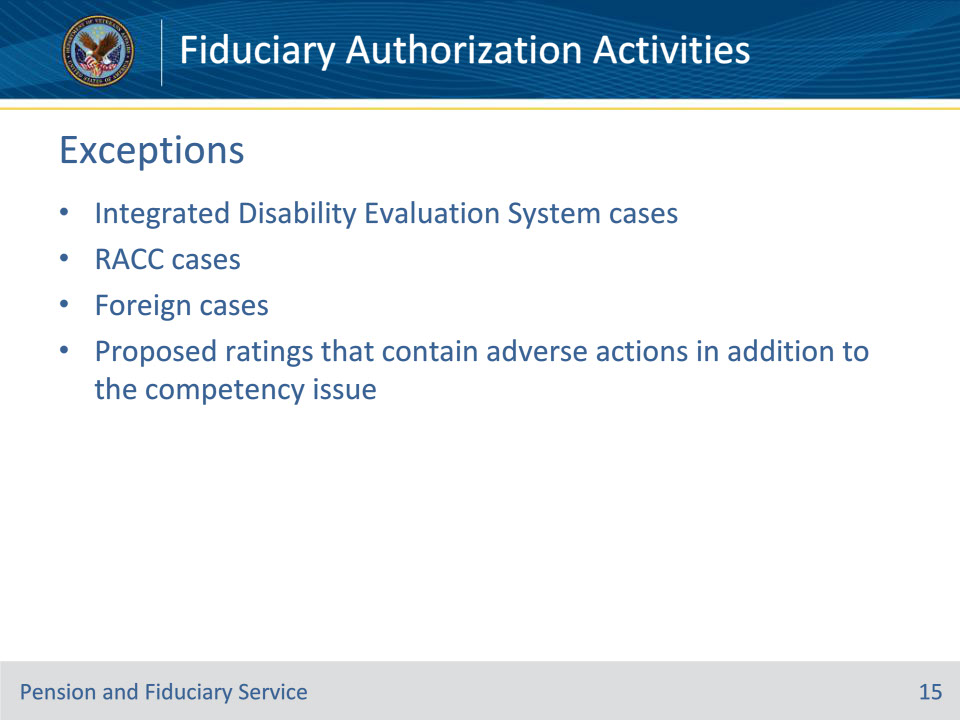 Fiduciary Authorization Activities
Exceptions
• Integrated Disability Evaluation System cases
• RACC cases
• Foreign cases
• Proposed ratings that contain adverse actions in addition to
the competency issue
Pension and Fiduciary Service
15